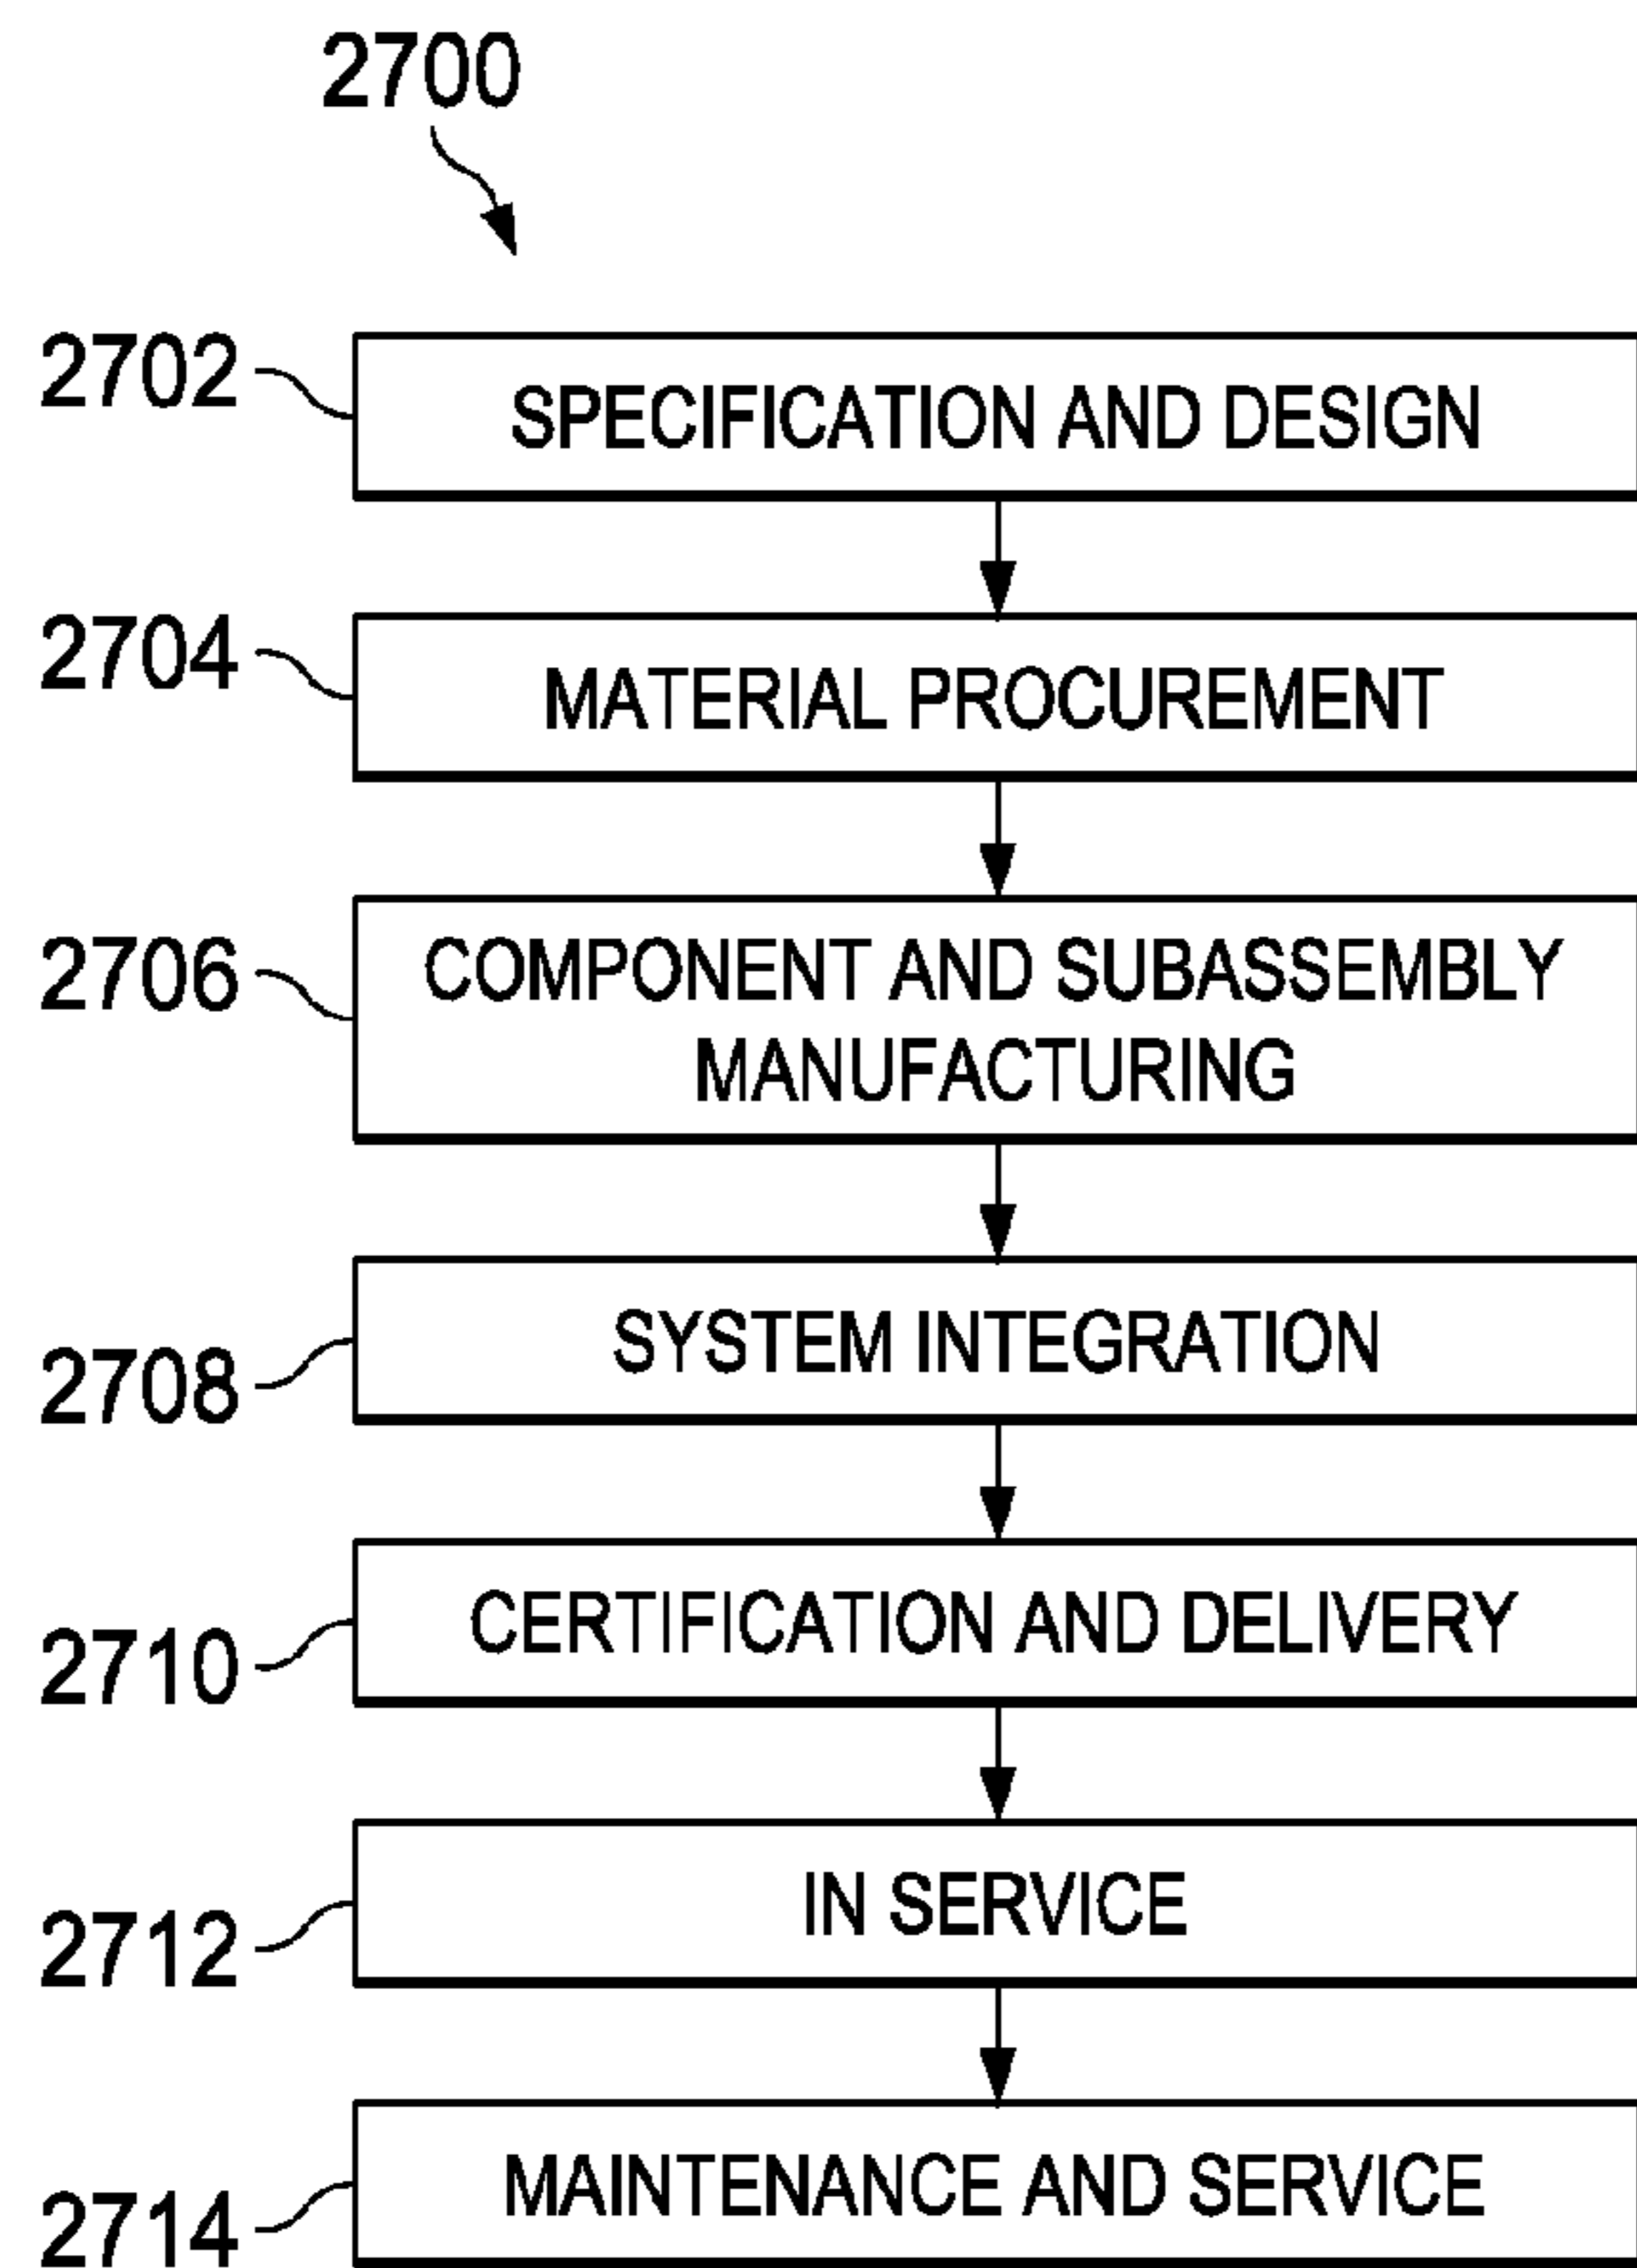 2700
2702
SPECIFICATION AND DESIGN
2704
MATERIAL PROCUREMENT
2706
COMPONENT AND SUBASSEMBLY
MANUFACTURING
2708
SYSTEM INTEGRATION
2710
CERTIFICATION AND DELIVERY
2712
IN SERVICE
2714
MAINTENANCE AND SERVICE